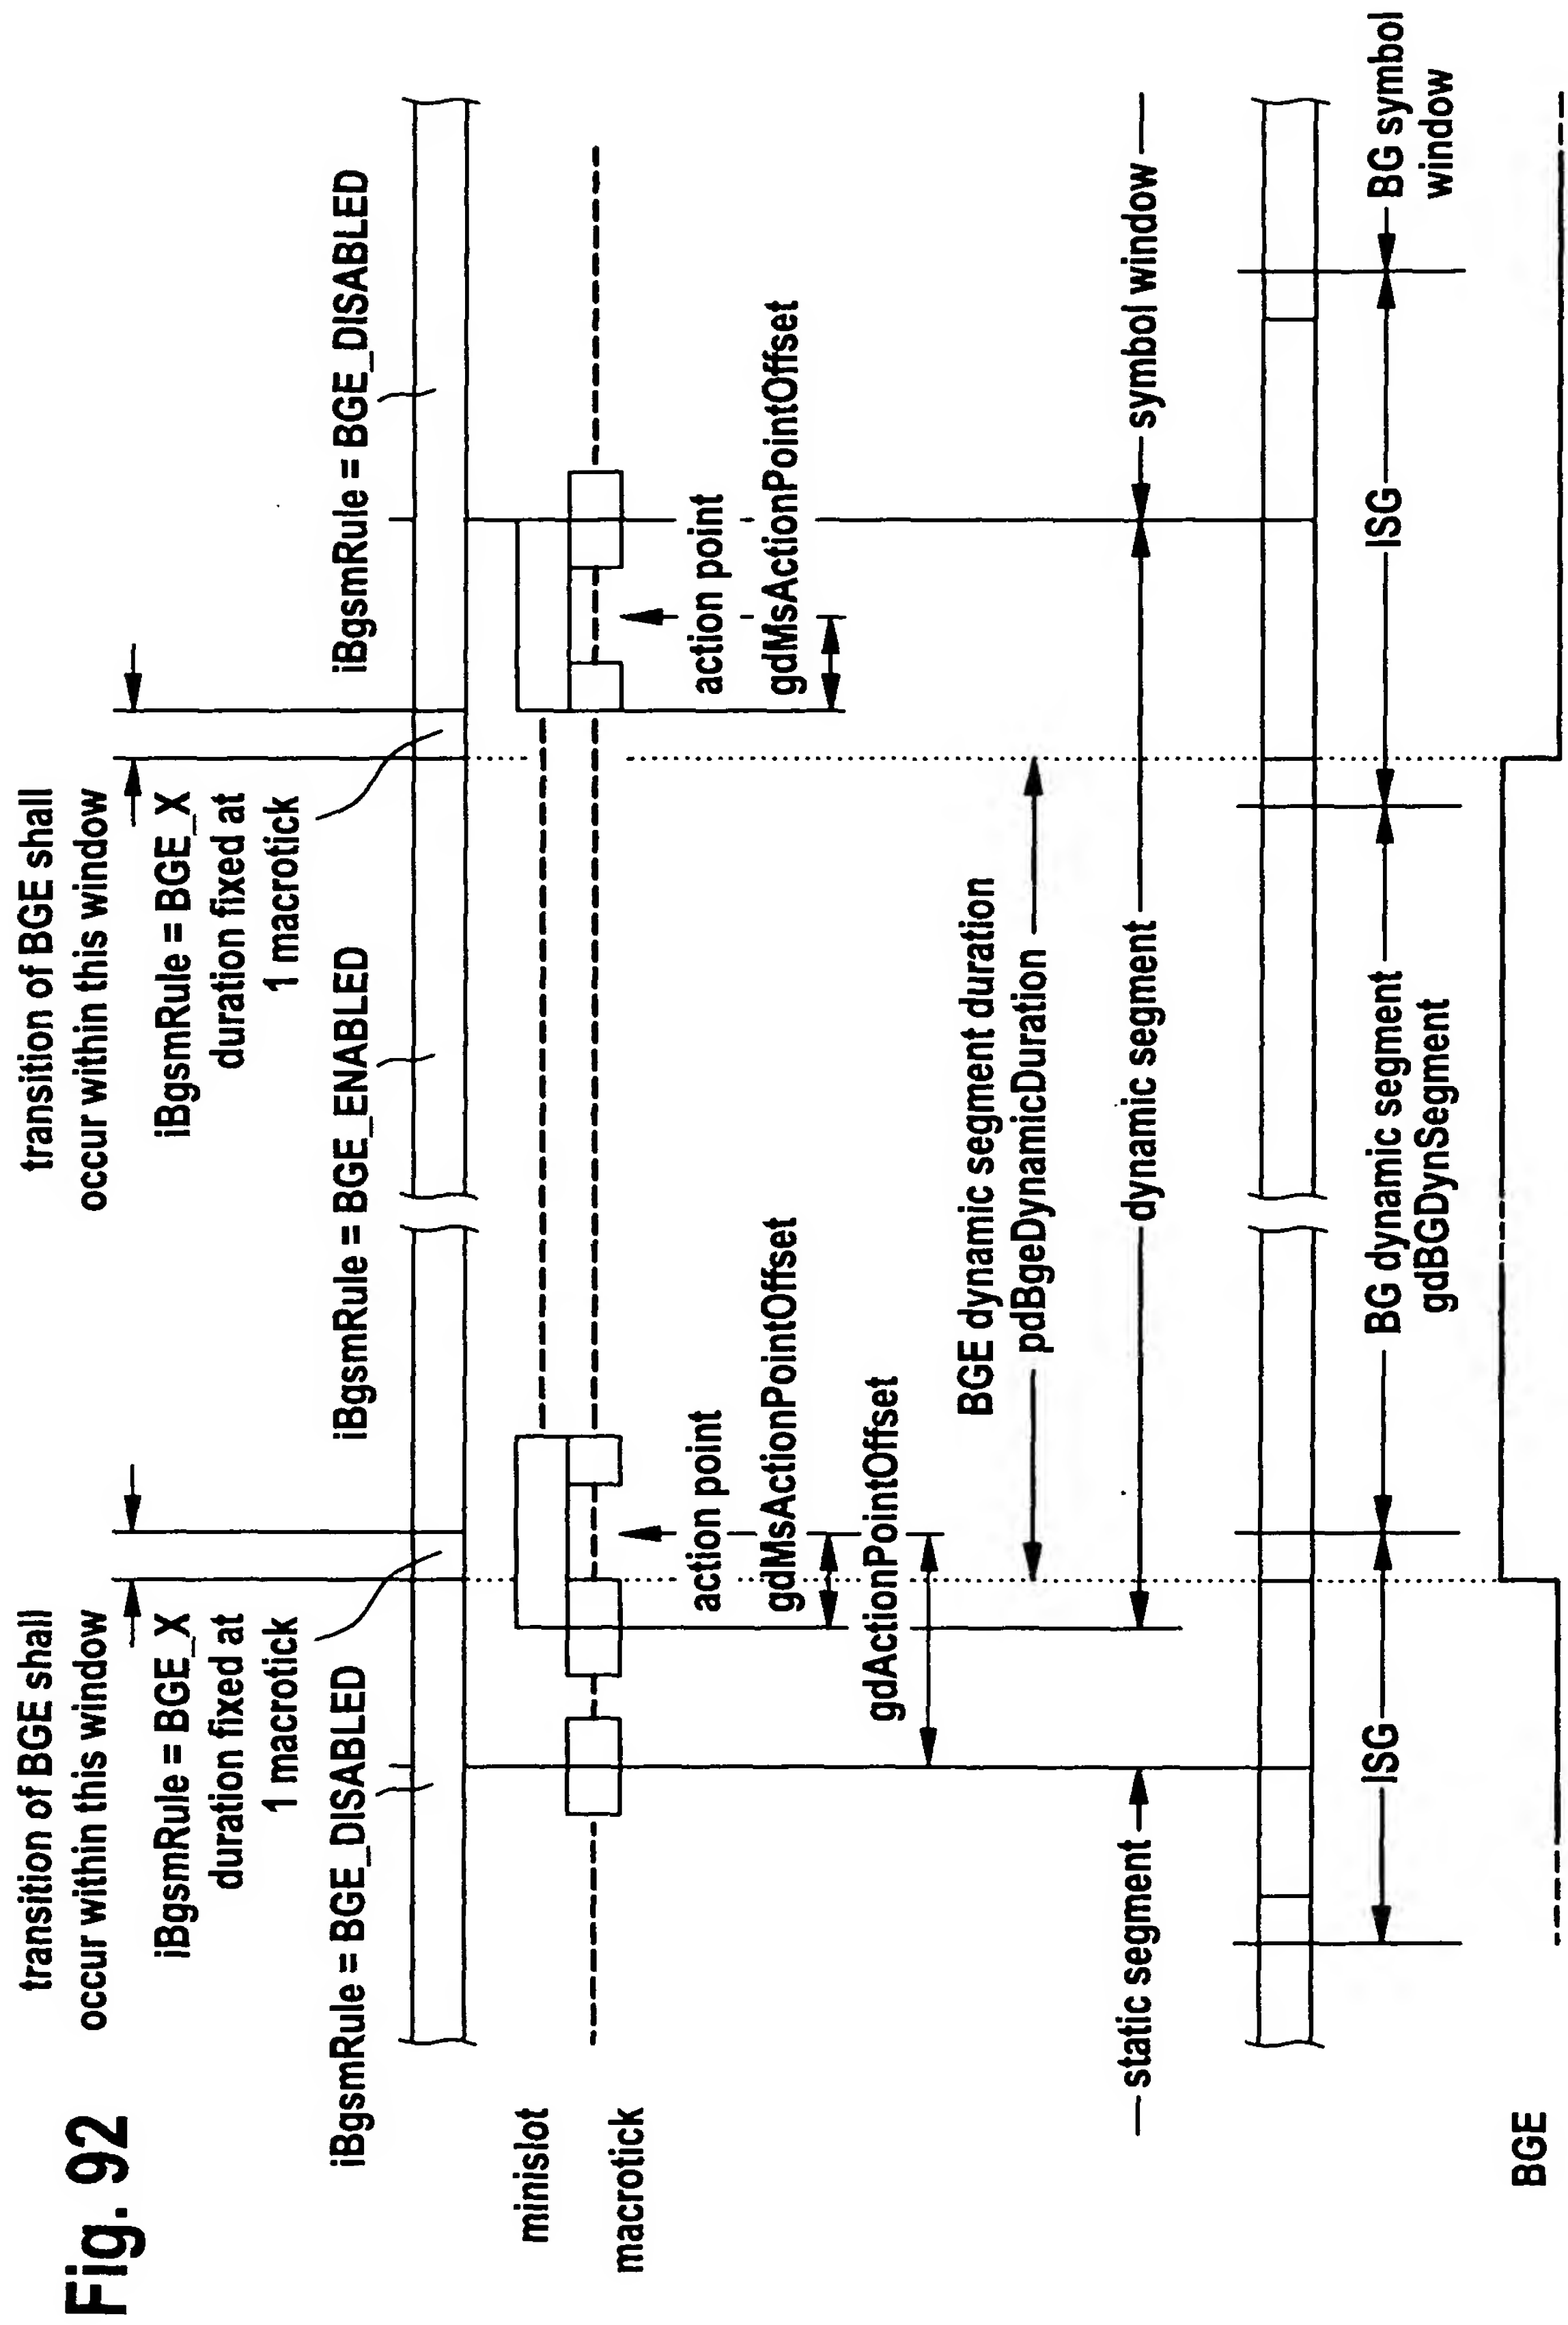 Fig. 92
transition of BGE shall
occur within this window
iBgsmRule = BGE_X
duration fixed at
1 macrotick
transition of BGE shall
occur within this window
iBgsmRule = BGE_X
duration fixed at
1 macrotick
iBgsmRule = BGE_DISABLED
iBgsmRule = BGE_ENABLED
iBgsmRule = BGE_DISABLED
minislot
macrotick
action point
gdMsActionPointOffset
gdActionPointOffset
action point
gdMsActionPointOffset
BGE dynamic segment duration
pdBgeDynamicDuration
static segment
dynamic segment
symbol window
ISG
BG dynamic segment
gdBGDynSegment
ISG
BG symbol
window
BGE